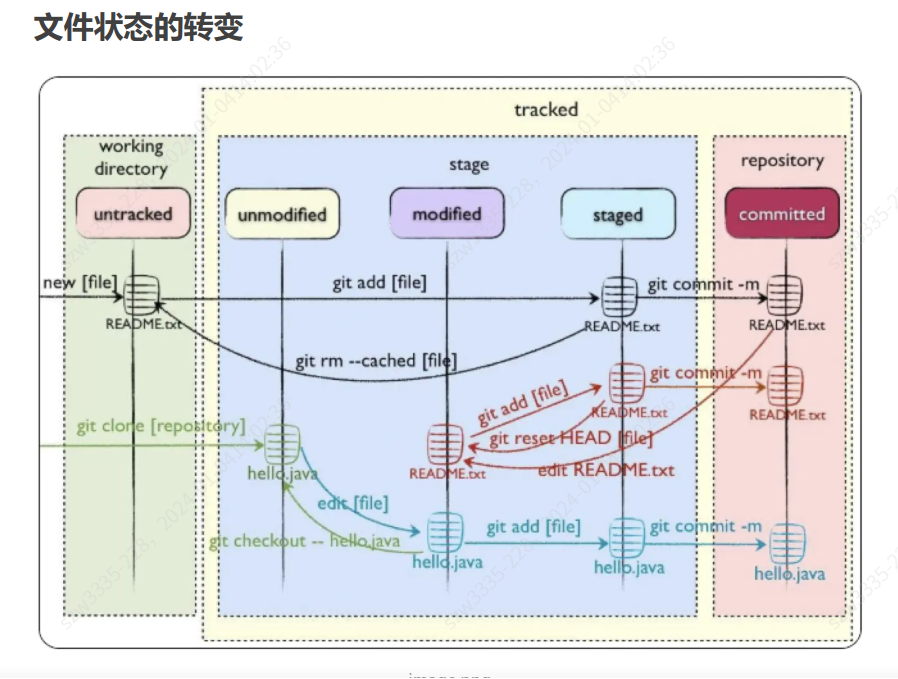 文件状态的转变
tracked
working
directory
stage
repository
untracked
unmodified
modified
staged
committed
new [file]
git add [file]
git commit -m
README.txt
README.txt
README.txt
git rm --cached [file]
git add [file]
git commit -m
README.txt
README.txt
git clone [repository]
git reset HEAD [file]
hello.java
README.txt
edit README.txt
edit [file]
git add [file]
git commit -m
git checkout -- hello.java
hello.java
hello.java
hello.java